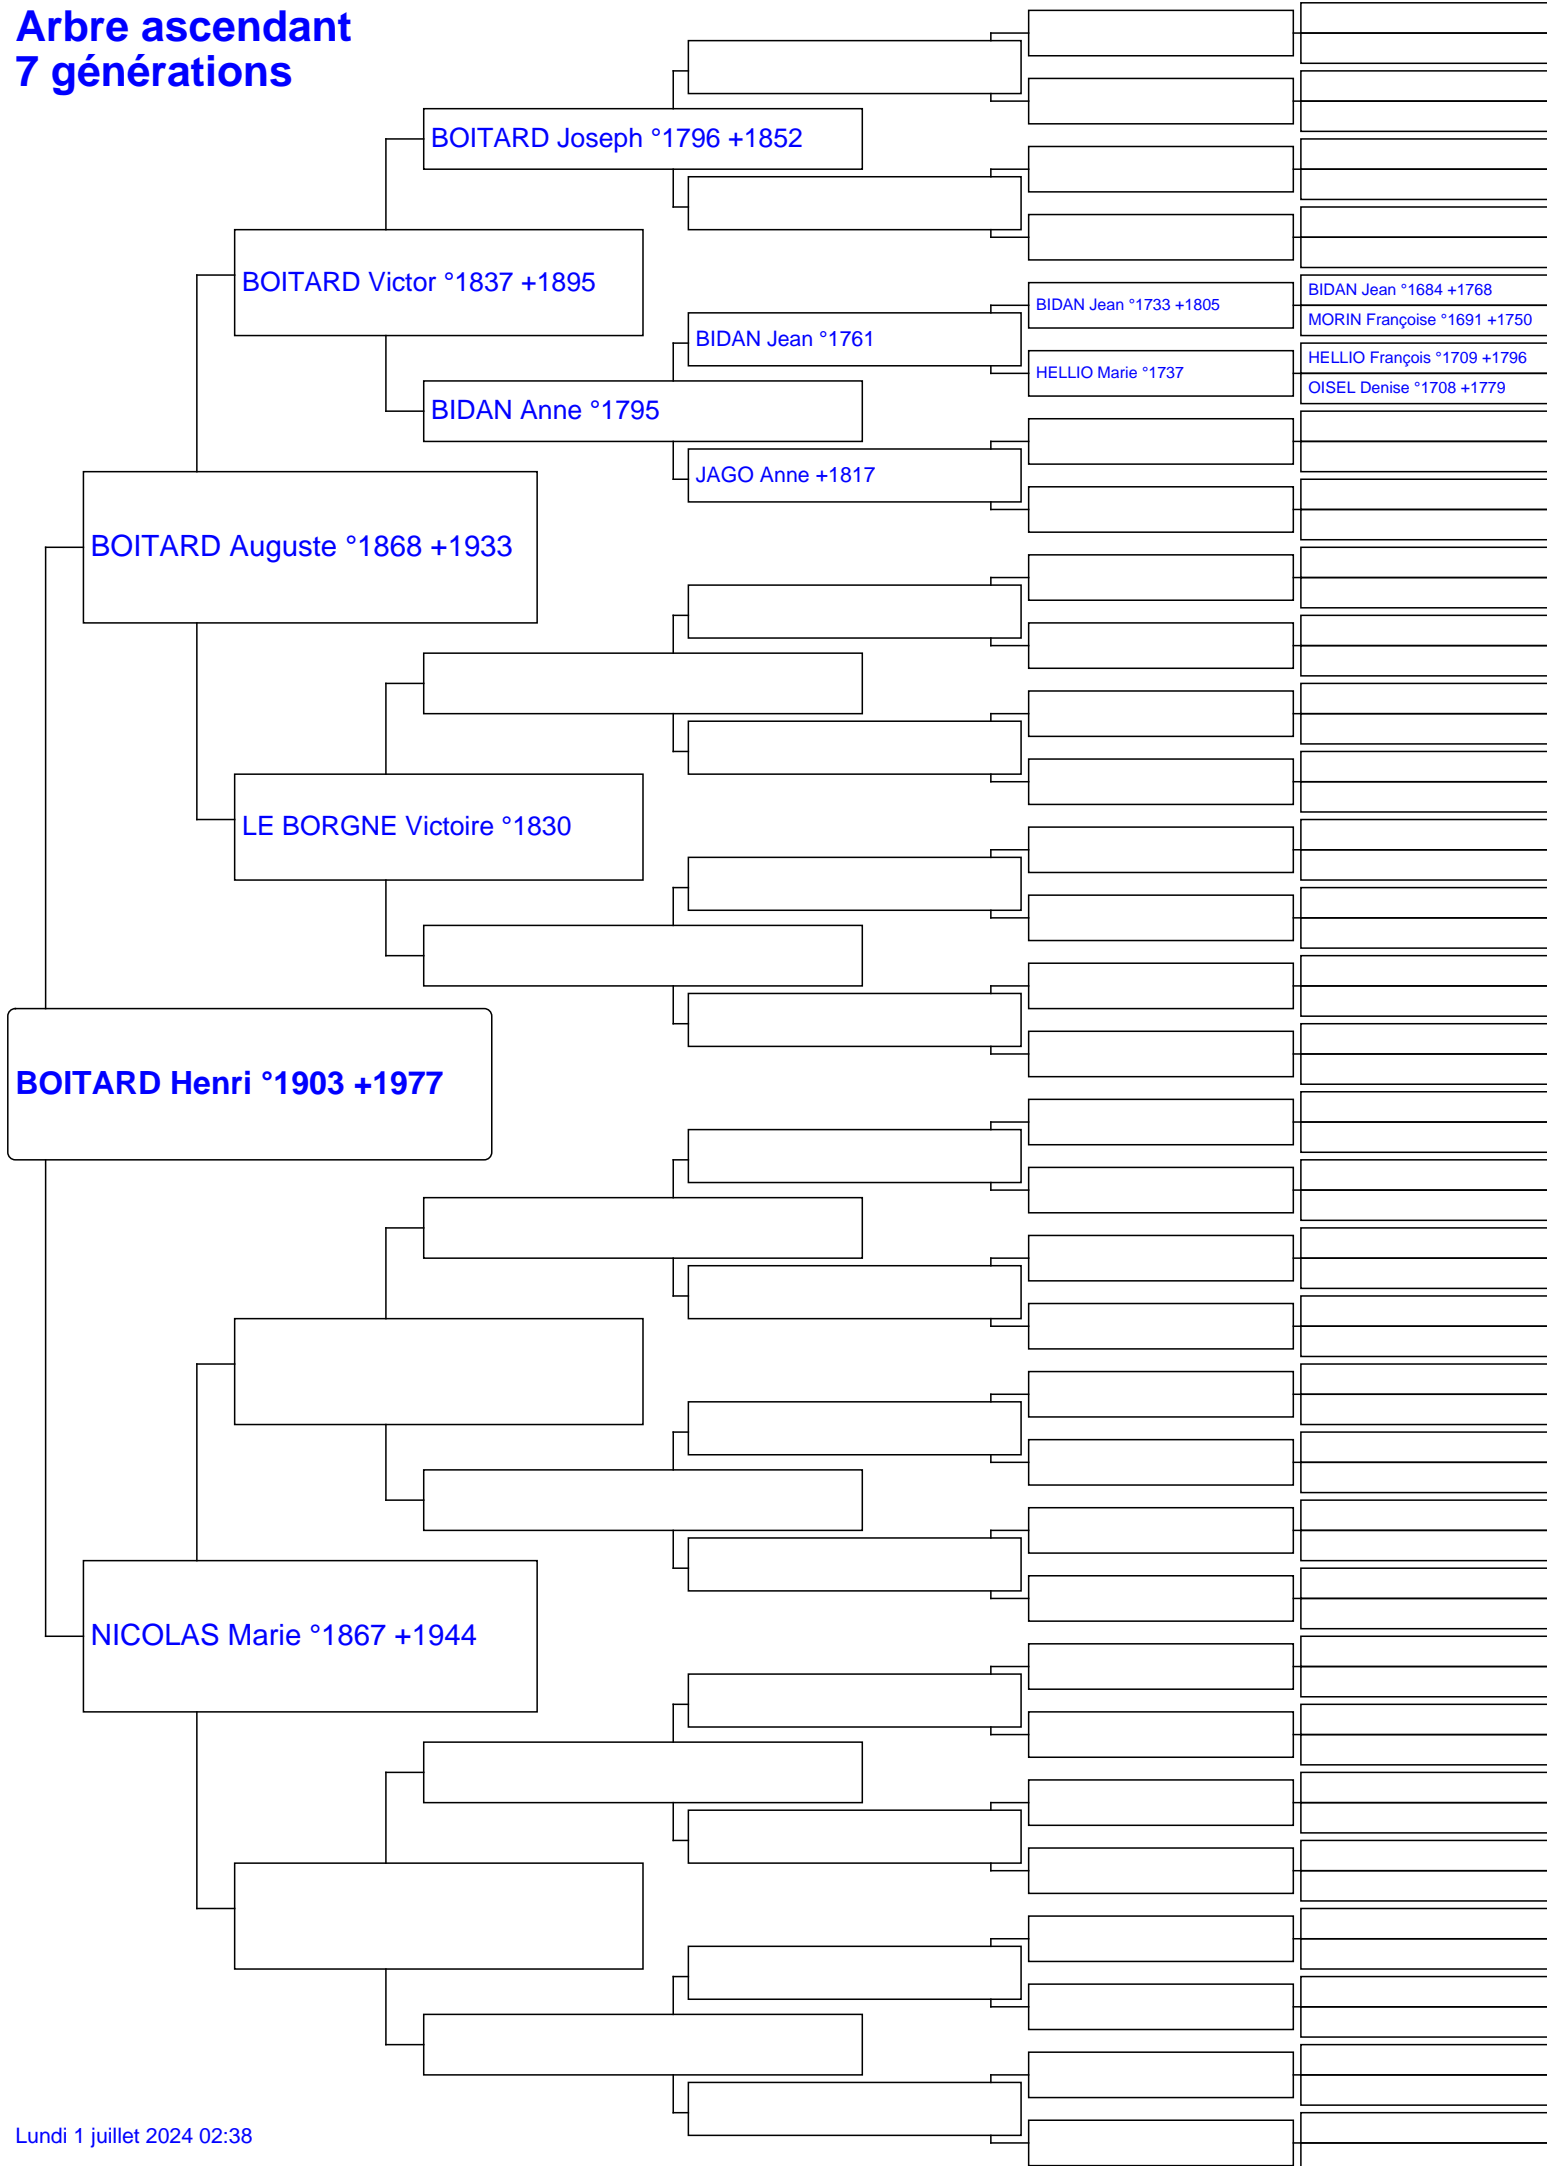 Arbre ascendant
7 générations
BOITARD Joseph °1796 +1852
BOITARD Victor °1837 +1895
BIDAN Jean °1684 +1768
BIDAN Jean °1733 +1805
MORIN Françoise °1691 +1750
BIDAN Jean °1761
HELLIO François °1709 +1796
HELLIO Marie °1737
OISEL Denise °1708 +1779
BIDAN Anne °1795
JAGO Anne +1817
BOITARD Auguste °1868 +1933
LE BORGNE Victoire °1830
BOITARD Henri °1903 +1977
NICOLAS Marie °1867 +1944
Lundi 1 juillet 2024 02:38